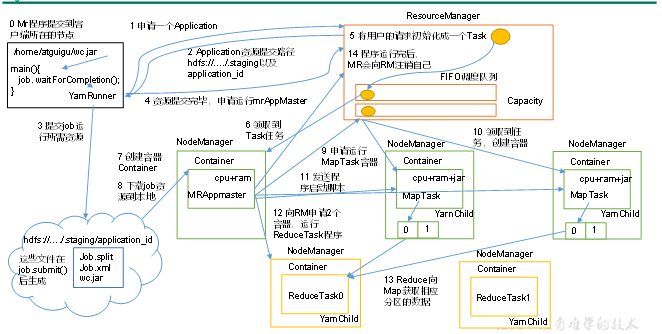 0 Mr程序提交到客
户端所在的节点
/home/atguigu/wc.jar
main(){
job.waitForCompletion();
}
YarnRunner
1 申请一个Application
2 Application资源提交路径
hdfs://…./.staging以及
application_id
4 资源提交完毕，申请运行mrAppMaster
ResourceManager
5 将用户的请求初始化成一个Task
14 程序运行完后，
MR会向RM注销自己
FIFO调度队列
Capacity
3 提交job运
行所需资源
6 领取到
Task任务
7 创建容器
Container
8 下载job资
源到本地
9 申请运行
MapTask容器
10 领取到任
务，创建容器
11 发送程
序启动脚本
12 向RM申请2个
容器，运行
ReduceTask程序
NodeManager
Container
cpu+ram
MRAppmaster
NodeManager
Container
cpu+ram+jar
MapTask
YarnChild
0 1
NodeManager
Container
cpu+ram+jar
MapTask
YarnChild
0 1
hdfs://…./.staging/application_id
这些文件在
job.submit()
后生成
Job.split
Job.xml
wc.jar
NodeManager
Container
ReduceTask0
YarnChild
13 Reduce向
Map获取相应
分区的数据
NodeManager
Container
ReduceTask1
YarnChild